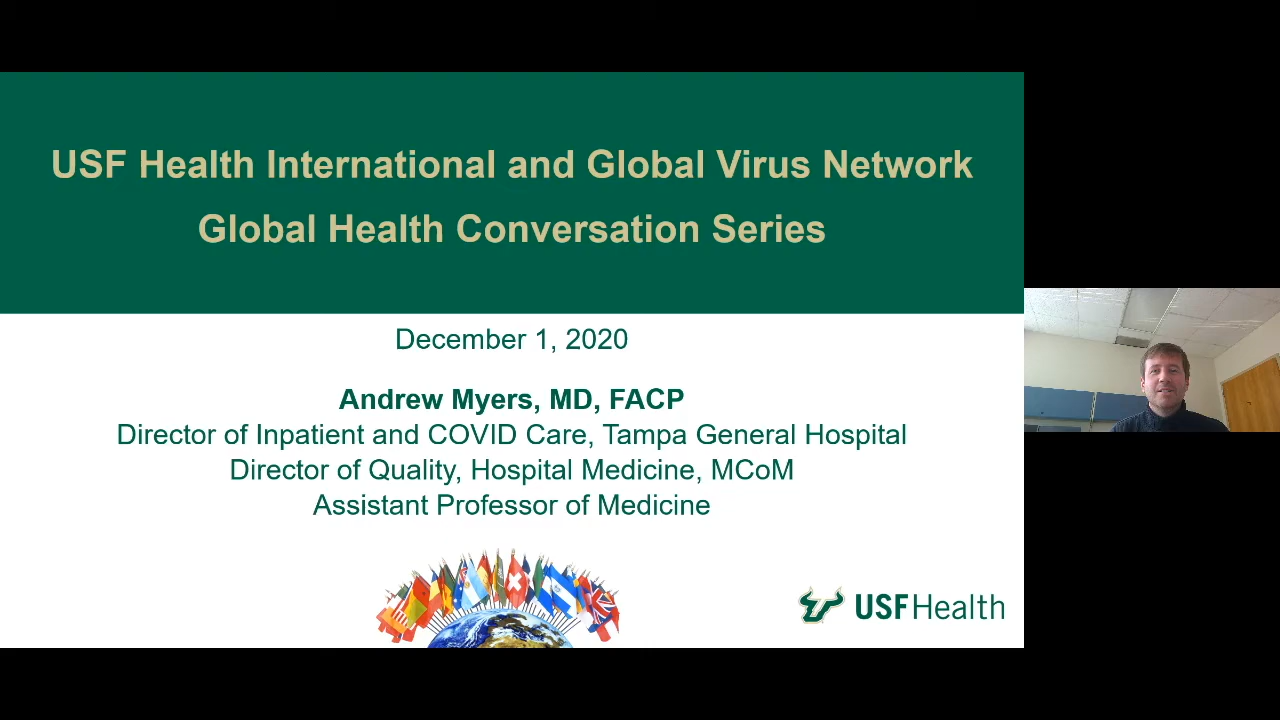 USF Health International and Global Virus Network
Global Health Conversation Series
December 1, 2020
Andrew Myers, MD, FACP
Director of Inpatient and COVID Care, Tampa General Hospital
Director of Quality, Hospital Medicine, MCoM
Assistant Professor of Medicine
USFHealth